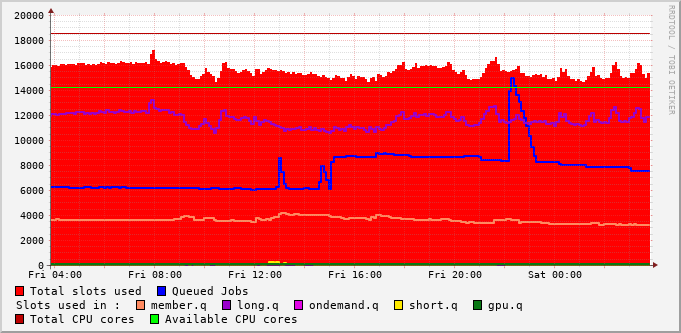 20000
18000
16000
14000
12000
10000
8000
6000
4000
2000
0
Fri 04:00 Fri 08:00 Fri 12:00 Fri 16:00 Fri 20:00 Sat 00:00
Total slots used Queued Jobs
Slots used in : member.q long.q ondemand.q short.q gpu.q
Total CPU cores Available CPU cores
RRDTOOL / TOBI OETIKER